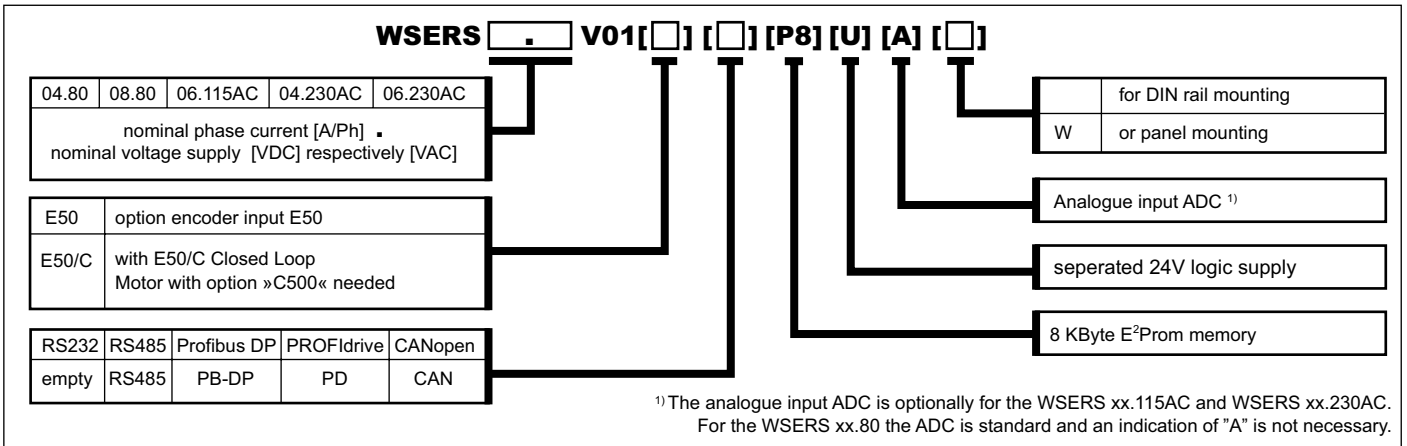 WSERS . V01[ ] [ ] [P8] [U] [A] [ ]
04.80 08.80 06.115AC 04.230AC 06.230AC
nominal phase current [A/Ph] .
nominal voltage supply [VDC] respectively [VAC]
E50 option encoder input E50
E50/C with E50/C Closed Loop
Motor with option »C500« needed
RS232 RS485 Profibus DP PROFIdrive CANopen
empty RS485 PB-DP PD CAN
for DIN rail mounting
W or panel mounting
Analogue input ADC 1)
seperated 24V logic supply
8 KByte E²Prom memory
1) The analogue input ADC is optionally for the WSERS xx.115AC and WSERS xx.230AC.
For the WSERS xx.80 the ADC is standard and an indication of "A" is not necessary.